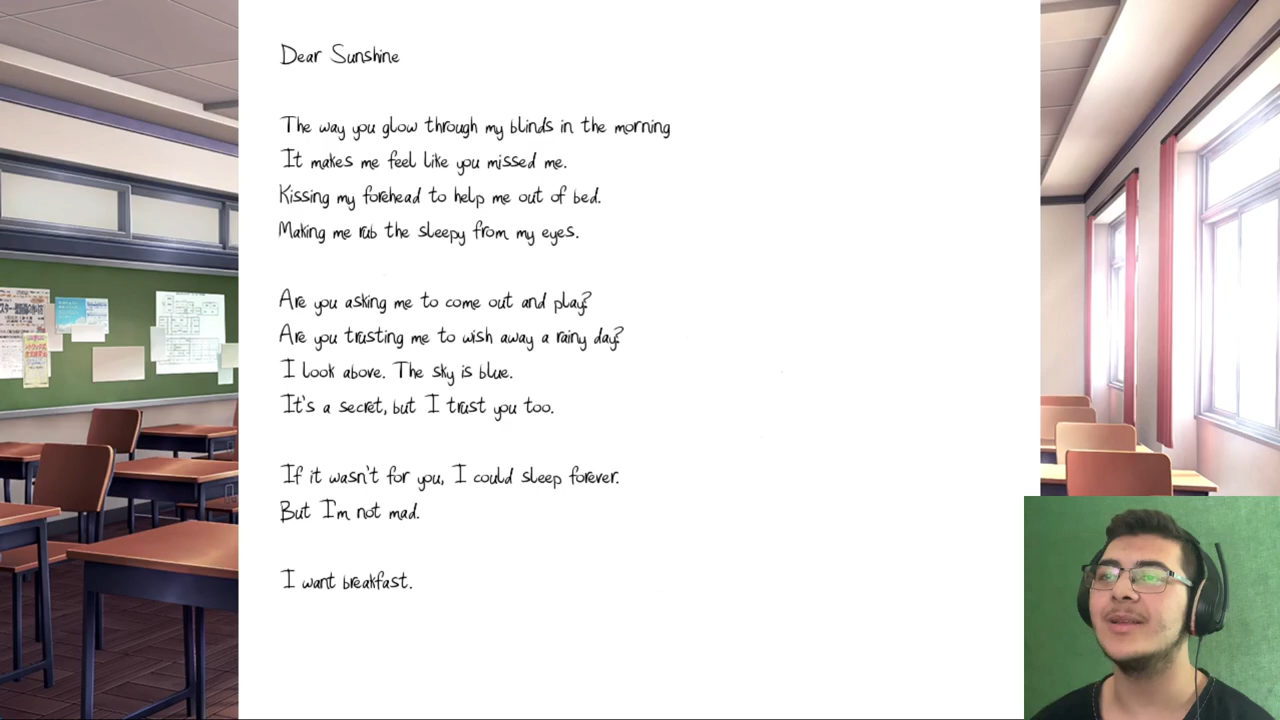 Dear Sunshine
The way you glow through my blinds in the morning
It makes me feel like you missed me.
Kissing my forehead to help me out of bed.
Making me rub the sleepy from my eyes.
Are you asking me to come out and play?
Are you trusting me to wish away a rainy day?
I look above. The sky is blue.
It's a secret, but I trust you too.
If it wasn't for you, I could sleep forever.
But I'm not mad.
I want breakfast.